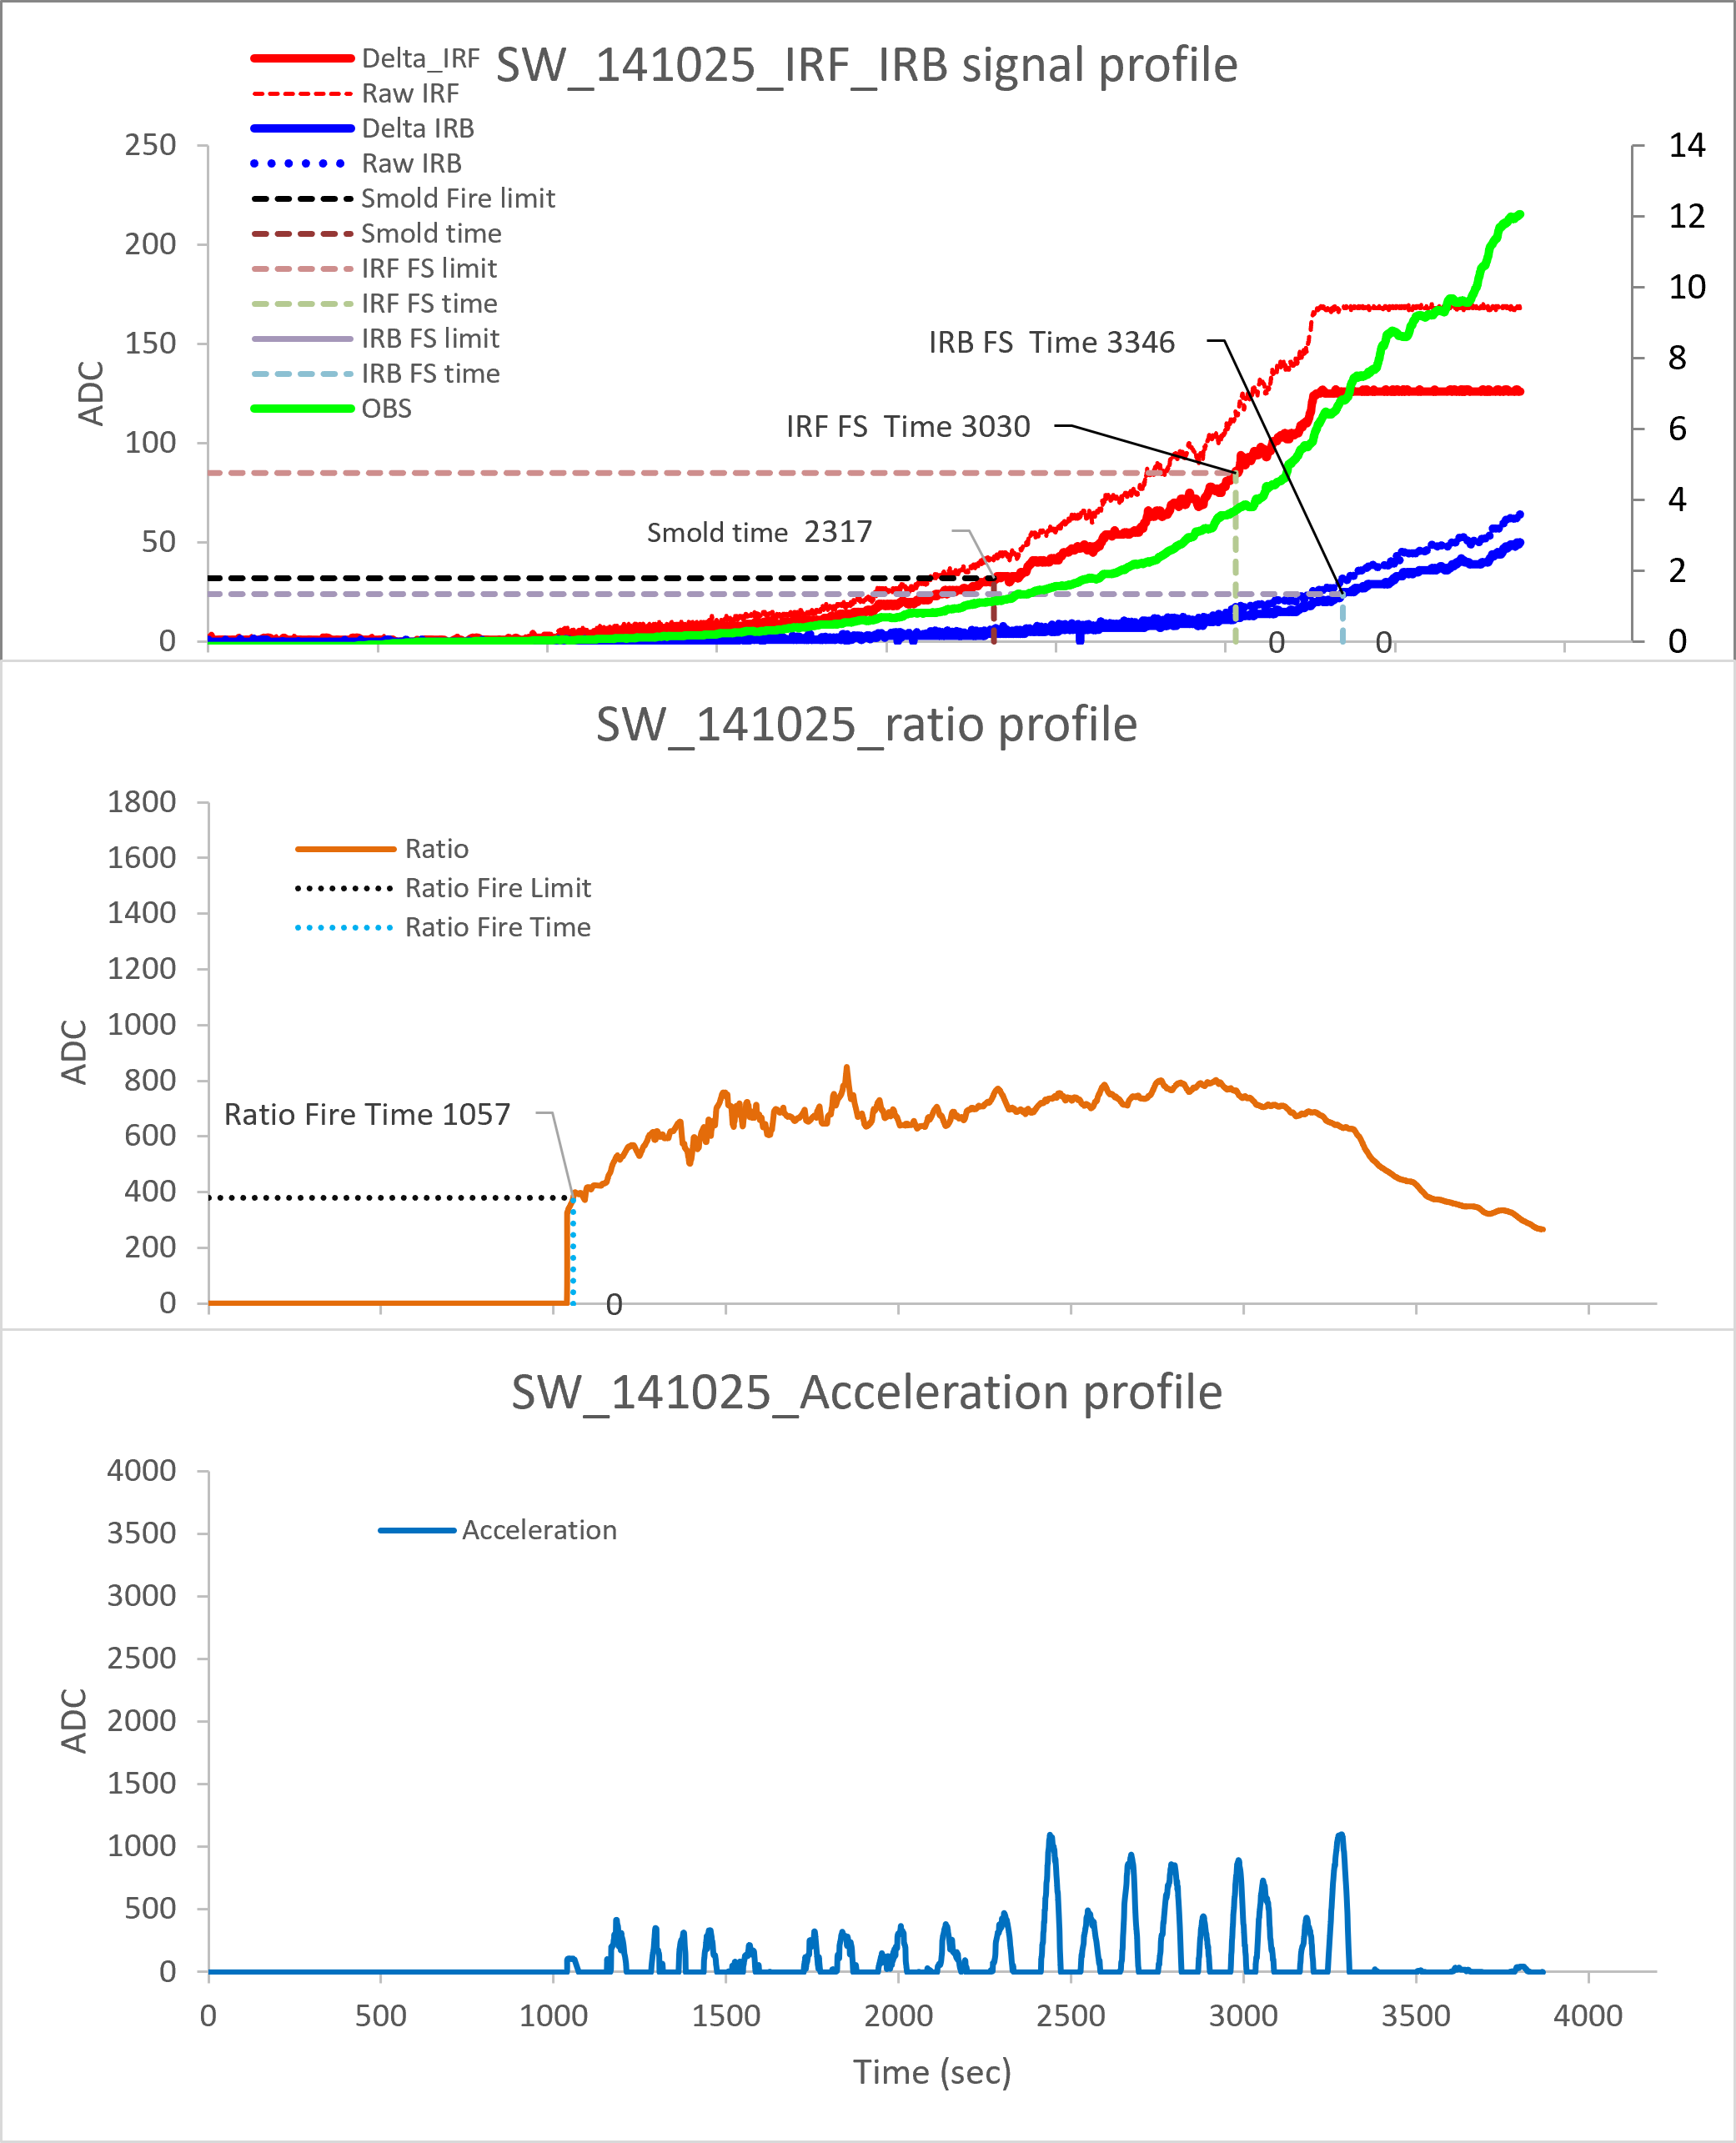 SW_141025_IRF_IRB signal profile
Delta_IRF
Raw IRF
Delta IRB
Raw IRB
Smold Fire limit
Smold time
IRF FS limit
IRF FS time
IRB FS limit
IRB FS time
OBS
250
200
150
100
50
0
ADC
14
12
10
8
6
4
2
0
IRB FS  Time 3346
IRF FS  Time 3030
Smold time  2317
0
0
SW_141025_ratio profile
1800
1600
1400
1200
1000
800
600
400
200
0
ADC
Ratio
Ratio Fire Limit
Ratio Fire Time
Ratio Fire Time 1057
0
SW_141025_Acceleration profile
4000
3500
3000
2500
2000
1500
1000
500
0
ADC
Acceleration
0 500 1000 1500 2000 2500 3000 3500 4000
Time (sec)